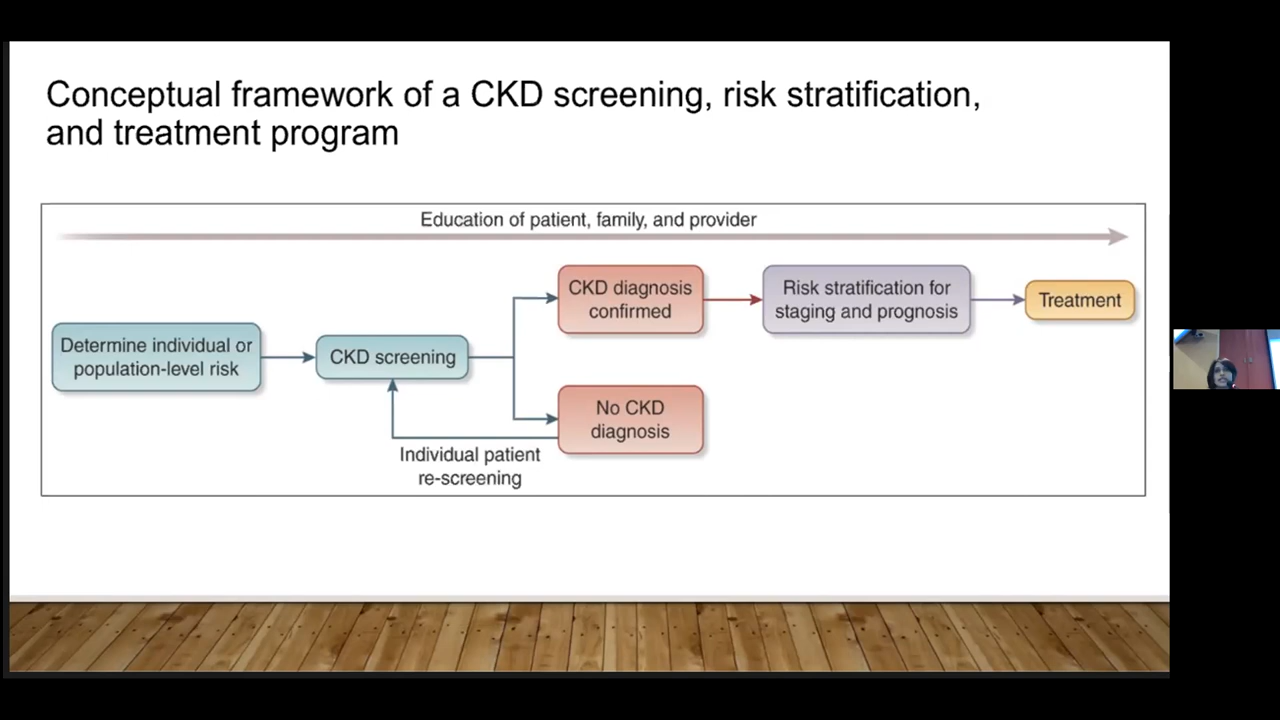 Conceptual framework of a CKD screening, risk stratification,
and treatment program
Education of patient, family, and provider
Determine individual or
population-level risk
CKD screening
CKD diagnosis
confirmed
Risk stratification for
staging and prognosis
Treatment
No CKD
diagnosis
Individual patient
re-screening